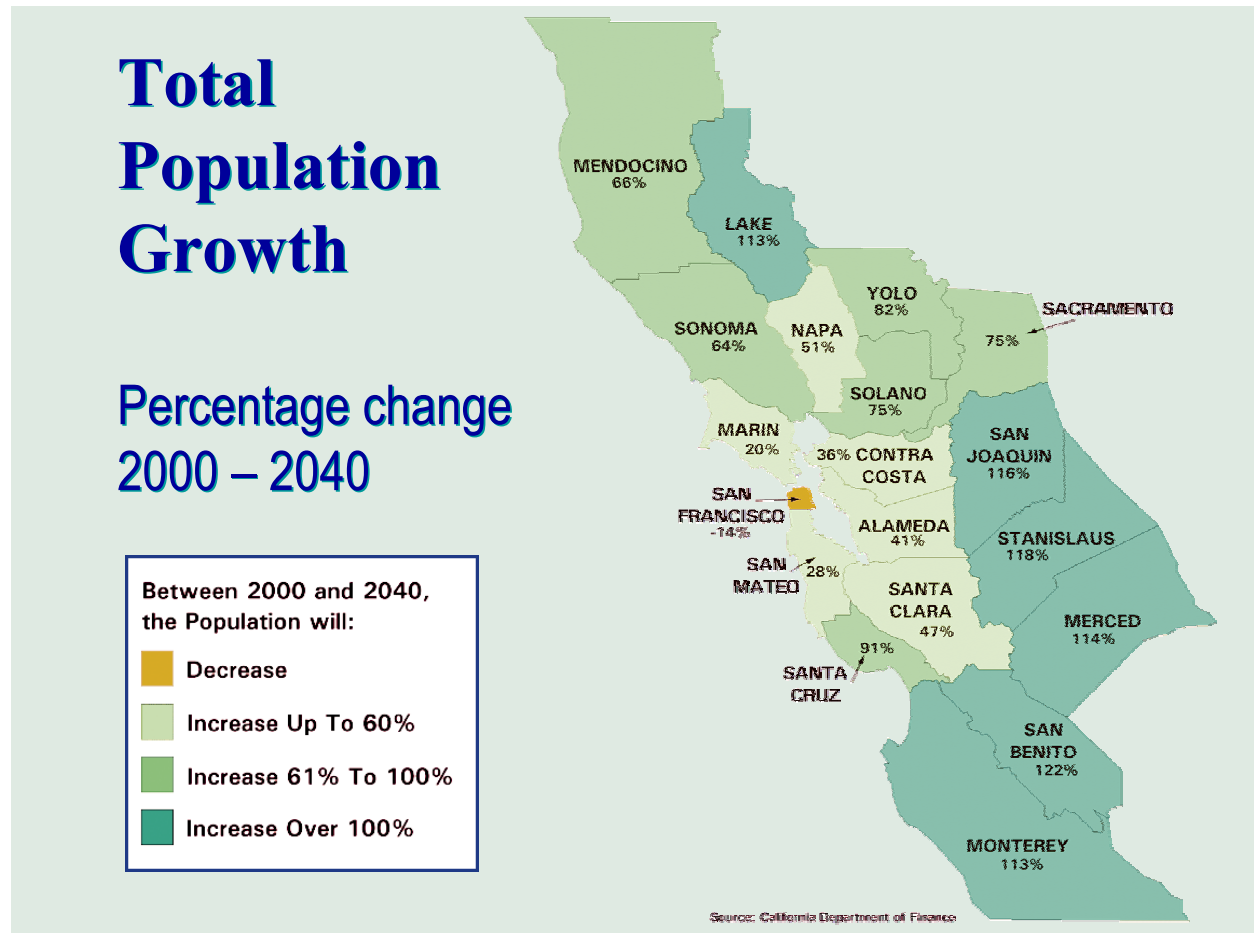 Total
Population
Growth
Percentage change
2000 – 2040
Between 2000 and 2040,
the Population will:
Decrease
Increase Up To 60%
Increase 61% To 100%
Increase Over 100%
MENDOCINO
66%
LAKE
113%
YOLO
82%
SACRAMENTO
75%
SONOMA
64%
NAPA
51%
SOLANO
75%
MARIN
20%
36% CONTRA
COSTA
SAN
JOAQUIN
116%
SAN
FRANCISCO
-14%
ALAMEDA
41%
STANISLAUS
118%
SAN
MATEO
28%
SANTA
CLARA
47%
MERCED
114%
91%
SANTA
CRUZ
SAN
BENITO
122%
MONTEREY
113%
Source: California Department of Finance